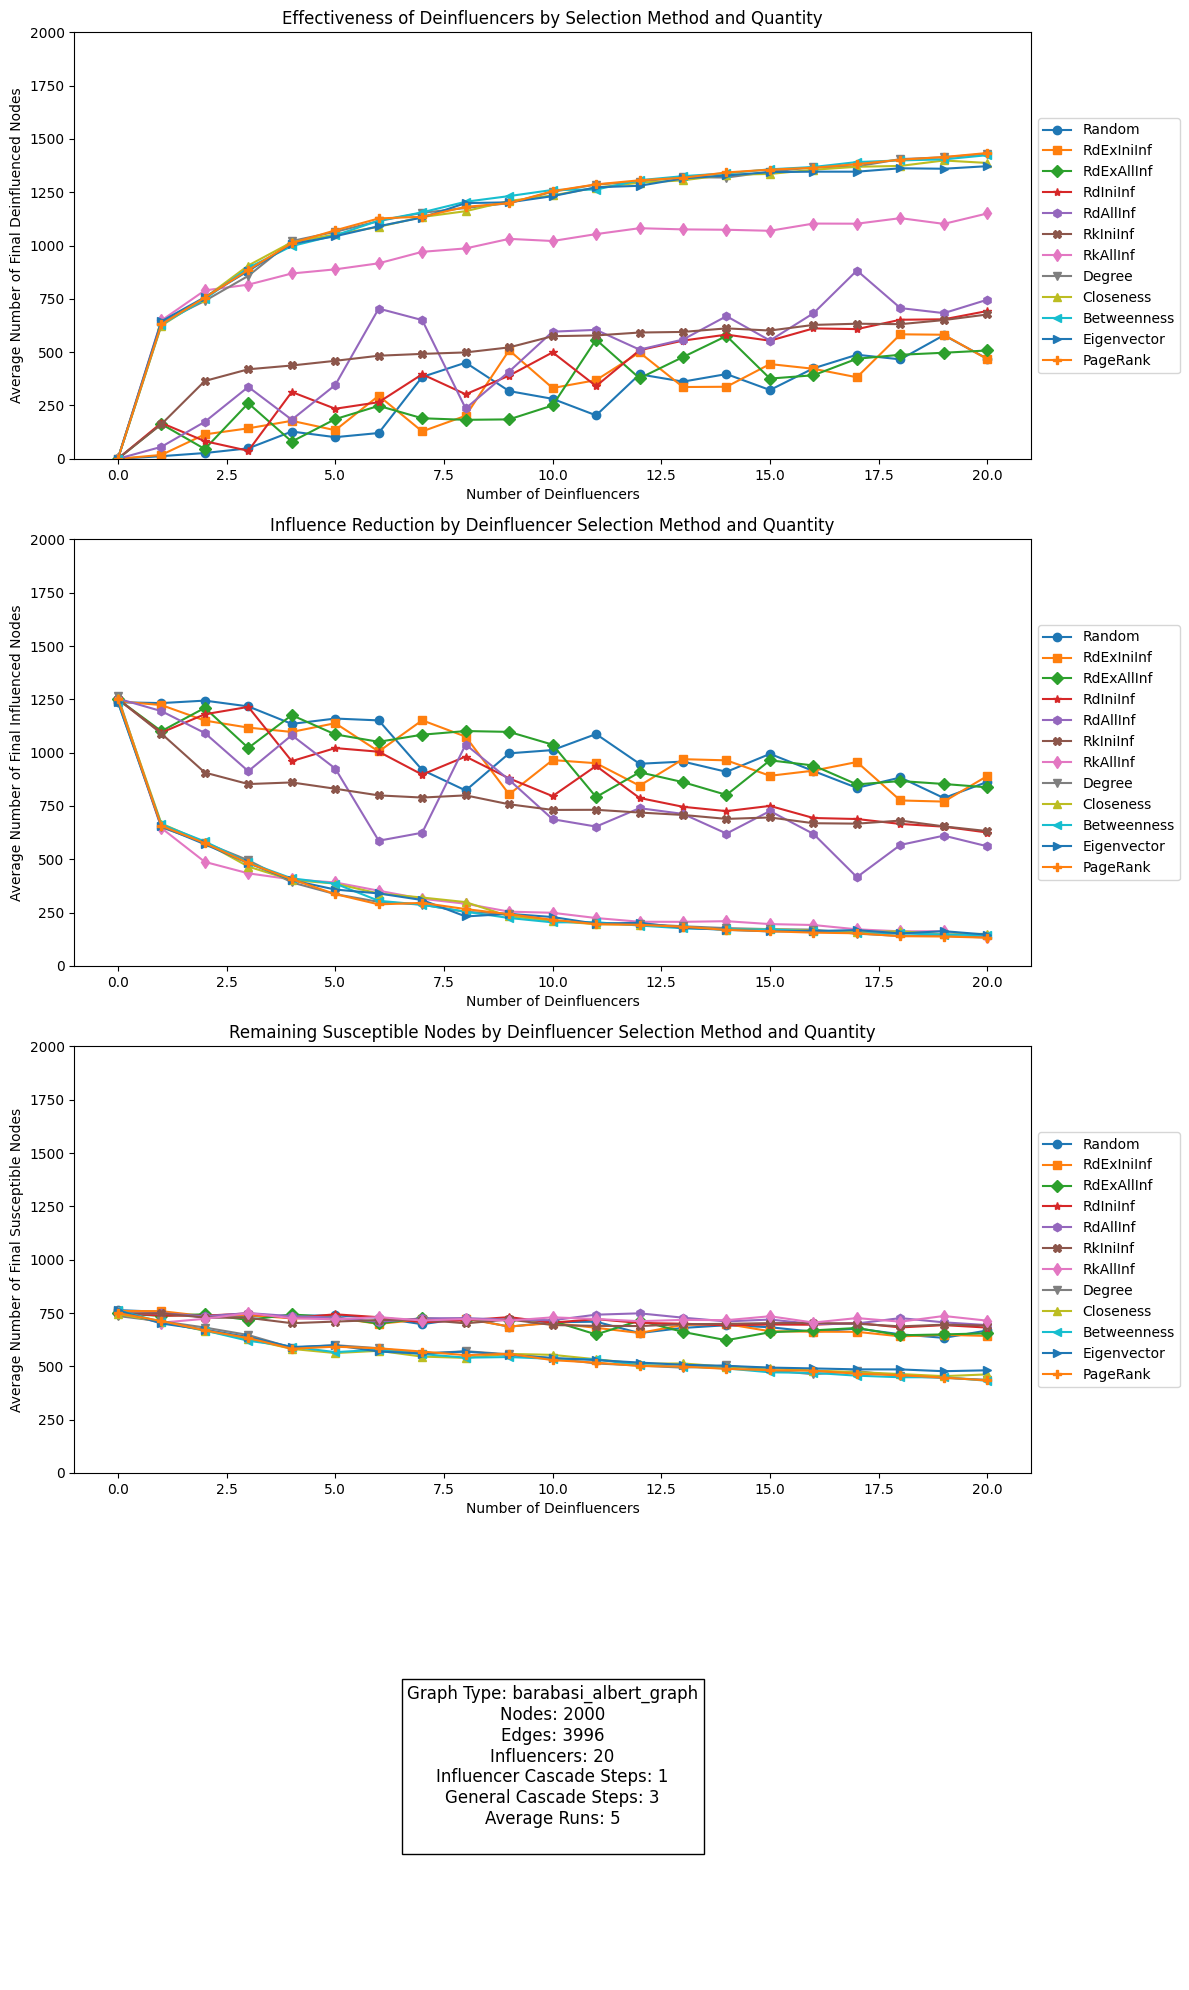 Effectiveness of Deinfluencers by Selection Method and Quantity
Average Number of Final Deinfluenced Nodes
2000
1750
1500
1250
1000
750
500
250
0
0.0
2.5
5.0
7.5
10.0
12.5
15.0
17.5
20.0
Number of Deinfluencers
Random
RdExIniInf
RdExAllInf
RdIniInf
RdAllInf
RkIniInf
RkAllInf
Degree
Closeness
Betweenness
Eigenvector
PageRank
Influence Reduction by Deinfluencer Selection Method and Quantity
Average Number of Final Influenced Nodes
2000
1750
1500
1250
1000
750
500
250
0
0.0
2.5
5.0
7.5
10.0
12.5
15.0
17.5
20.0
Number of Deinfluencers
Random
RdExIniInf
RdExAllInf
RdIniInf
RdAllInf
RkIniInf
RkAllInf
Degree
Closeness
Betweenness
Eigenvector
PageRank
Remaining Susceptible Nodes by Deinfluencer Selection Method and Quantity
Average Number of Final Susceptible Nodes
2000
1750
1500
1250
1000
750
500
250
0
0.0
2.5
5.0
7.5
10.0
12.5
15.0
17.5
20.0
Number of Deinfluencers
Random
RdExIniInf
RdExAllInf
RdIniInf
RdAllInf
RkIniInf
RkAllInf
Degree
Closeness
Betweenness
Eigenvector
PageRank
Graph Type: barabasi_albert_graph
Nodes: 2000
Edges: 3996
Influencers: 20
Influencer Cascade Steps: 1
General Cascade Steps: 3
Average Runs: 5